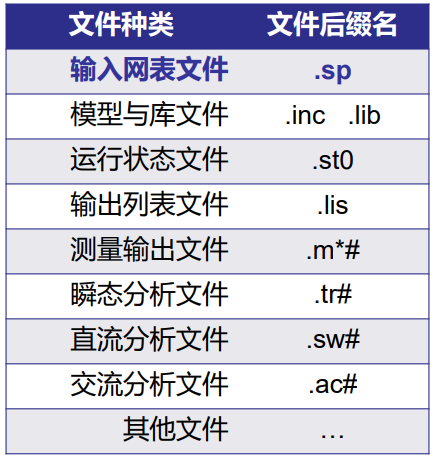 文件种类 文件后缀名
输入网表文件 .sp
模型与库文件 .inc .lib
运行状态文件 .st0
输出列表文件 .lis
测量输出文件 .m*#
瞬态分析文件 .tr#
直流分析文件 .sw#
交流分析文件 .ac#
其他文件 …